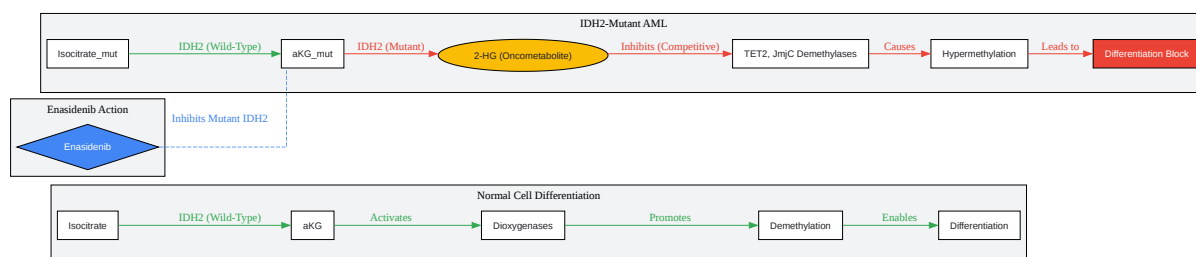 IDH2-Mutant AML
Isocitrate_mut
IDH2 (Wild-Type)
aKG_mut
IDH2 (Mutant)
2-HG (Oncometabolite)
Inhibits (Competitive)
TET2, JmjC Demethylases
Causes
Hypermethylation
Leads to
Differentiation Block
Enasidenib Action
Enasidenib
Inhibits Mutant IDH2
Normal Cell Differentiation
Isocitrate
IDH2 (Wild-Type)
aKG
Activates
Dioxygenases
Promotes
Demethylation
Enables
Differentiation